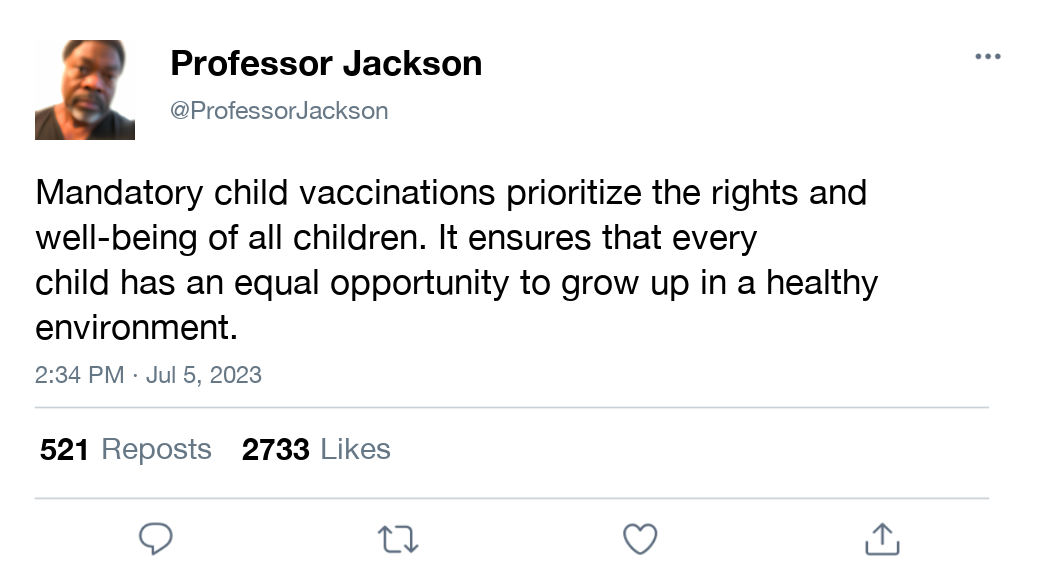 Professor Jackson
@ProfessorJackson
Mandatory child vaccinations prioritize the rights and
well-being of all children. It ensures that every
child has an equal opportunity to grow up in a healthy
environment.
2:34 PM · Jul 5, 2023
521 Reposts 2733 Likes